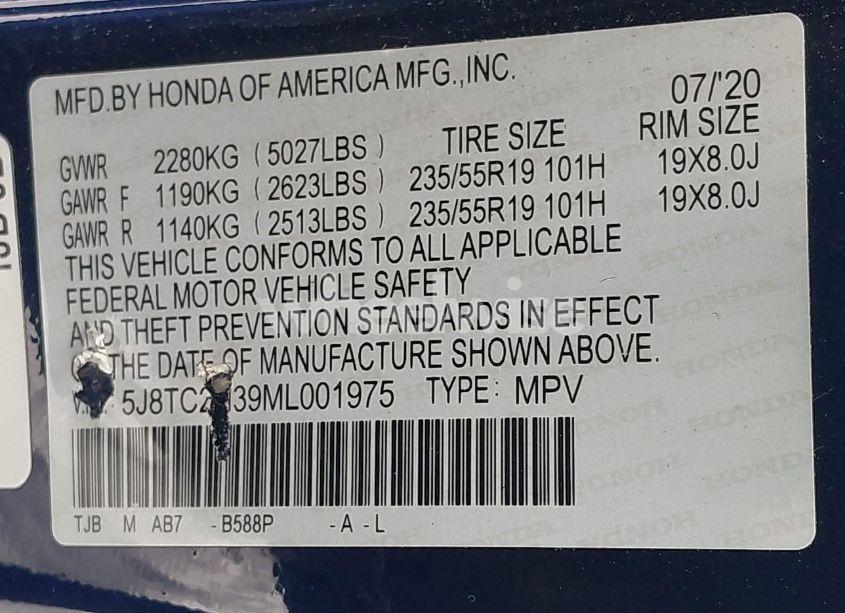 MFD.BY HONDA OF AMERICA MFG.,INC.
07/'20
GVWR 2280KG ( 5027LBS ) TIRE SIZE RIM SIZE
GAWR F 1190KG ( 2623LBS ) 235/55R19 101H 19X8.0J
GAWR R 1140KG ( 2513LBS ) 235/55R19 101H 19X8.0J
THIS VEHICLE CONFORMS TO ALL APPLICABLE
FEDERAL MOTOR VEHICLE SAFETY
AND THEFT PREVENTION STANDARDS IN EFFECT
THE DATE OF MANUFACTURE SHOWN ABOVE.
5J8TC2 39ML001975 TYPE: MPV
TJB M AB7 -B588P -A -L